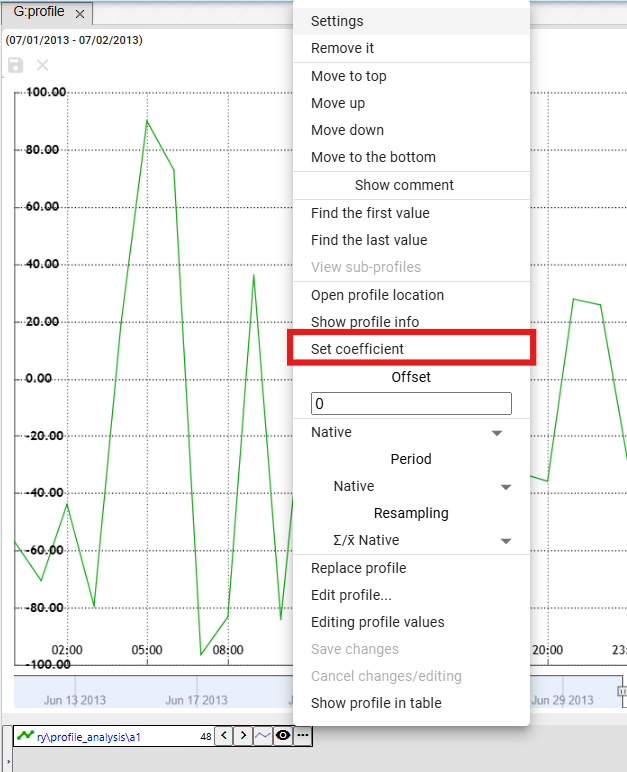 G:profile
(07/01/2013 - 07/02/2013)
100.00
80.00
60.00
40.00
20.00
0.00
-20.00
-40.00
-60.00
-80.00
-100.00
02:00 05:00 08:00 20:00 23:
Jun 13 2013 Jun 17 2013 Jun 29 2013
ry\profile_analysis\a1 48
Settings
Remove it
Move to top
Move up
Move down
Move to the bottom
Show comment
Find the first value
Find the last value
View sub-profiles
Open profile location
Show profile info
Set coefficient
Offset
0
Native
Period
Native
Resampling
Σ/x̄ Native
Replace profile
Edit profile...
Editing profile values
Save changes
Cancel changes/editing
Show profile in table